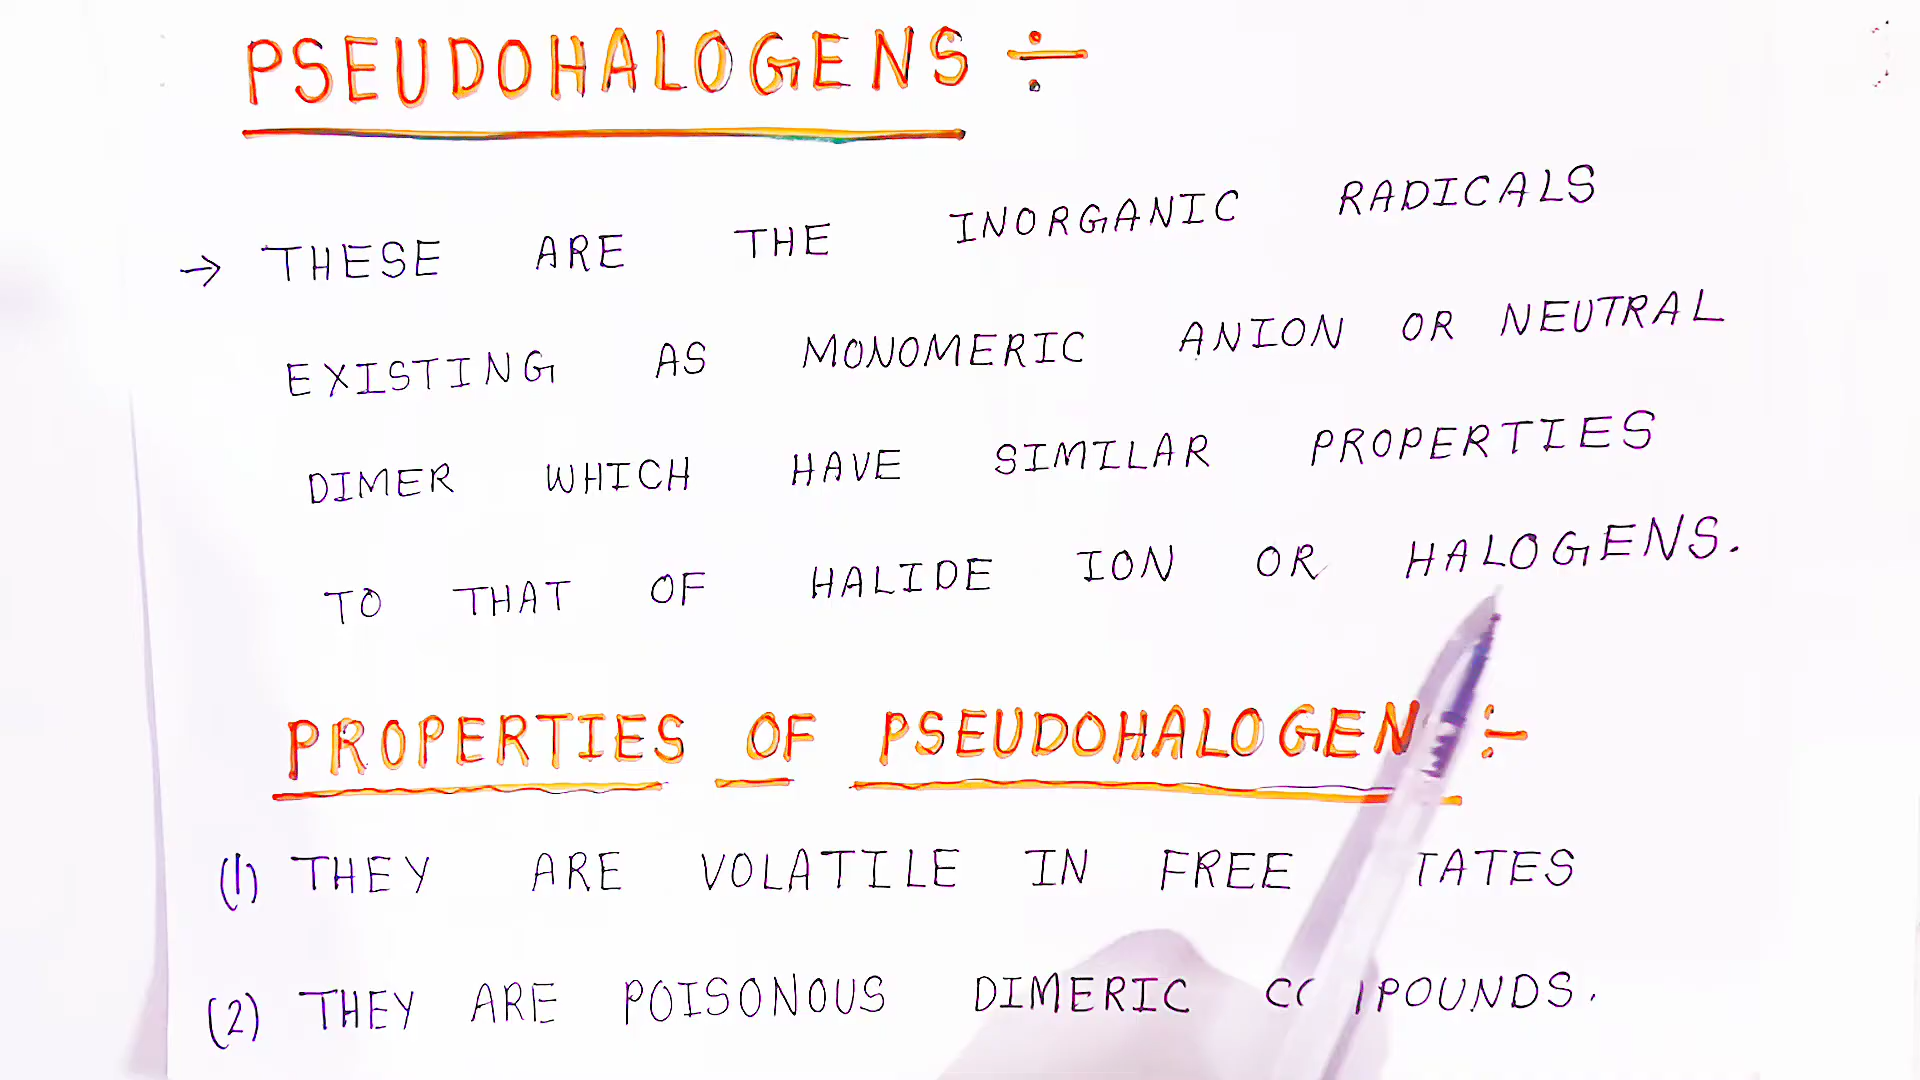 PSEUDOHALOGENS ÷
→ THESE ARE THE INORGANIC RADICALS
EXISTING AS MONOMERIC ANION OR NEUTRAL
DIMER WHICH HAVE SIMILAR PROPERTIES
TO THAT OF HALIDE ION OR HALOGENS.
PROPERTIES OF PSEUDOHALOGEN :-
(1) THEY ARE VOLATILE IN FREE TATES
(2) THEY ARE POISONOUS DIMERIC